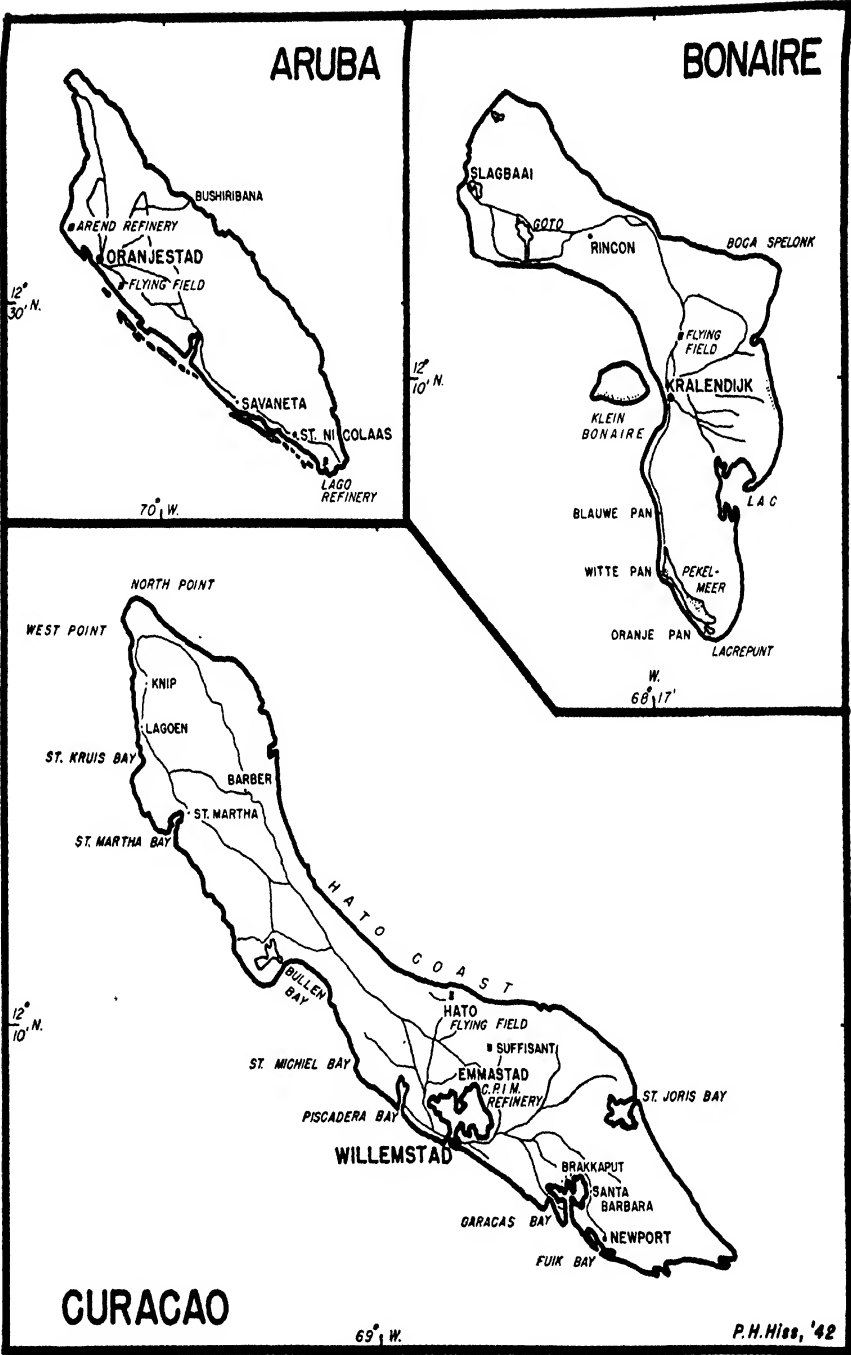 ARUBA
BUSHIRIBANA
AREND REFINERY
ORANJESTAD
FLYING FIELD
12°
30' N.
SAVANETA
ST. NICOLAAS
LAGO
REFINERY
70° W.
BONAIRE
SLAGBAAI
GOTO
RINCON
BOCA SPELONK
FLYING
FIELD
12°
10' N.
KRALENDIJK
KLEIN
BONAIRE
LAC
BLAUWE PAN
WITTE PAN
PEKEL-
MEER
ORANJE PAN
LACREPUNT
W.
68° 17'
NORTH POINT
WEST POINT
KNIP
LAGOEN
ST. KRUIS BAY
BARBER
ST. MARTHA
ST. MARTHA BAY
HATO COAST
BULLEN
BAY
12°
10' N.
HATO
FLYING FIELD
SUFFISANT
ST. MICHIEL BAY
EMMASTAD
C.P.I.M.
REFINERY
ST. JORIS BAY
PISCADERA BAY
WILLEMSTAD
BRAKKAPUT
SANTA
BARBARA
CARACAS BAY
NEWPORT
FUIK BAY
CURACAO
69° W.
P.H.Hiss, '42